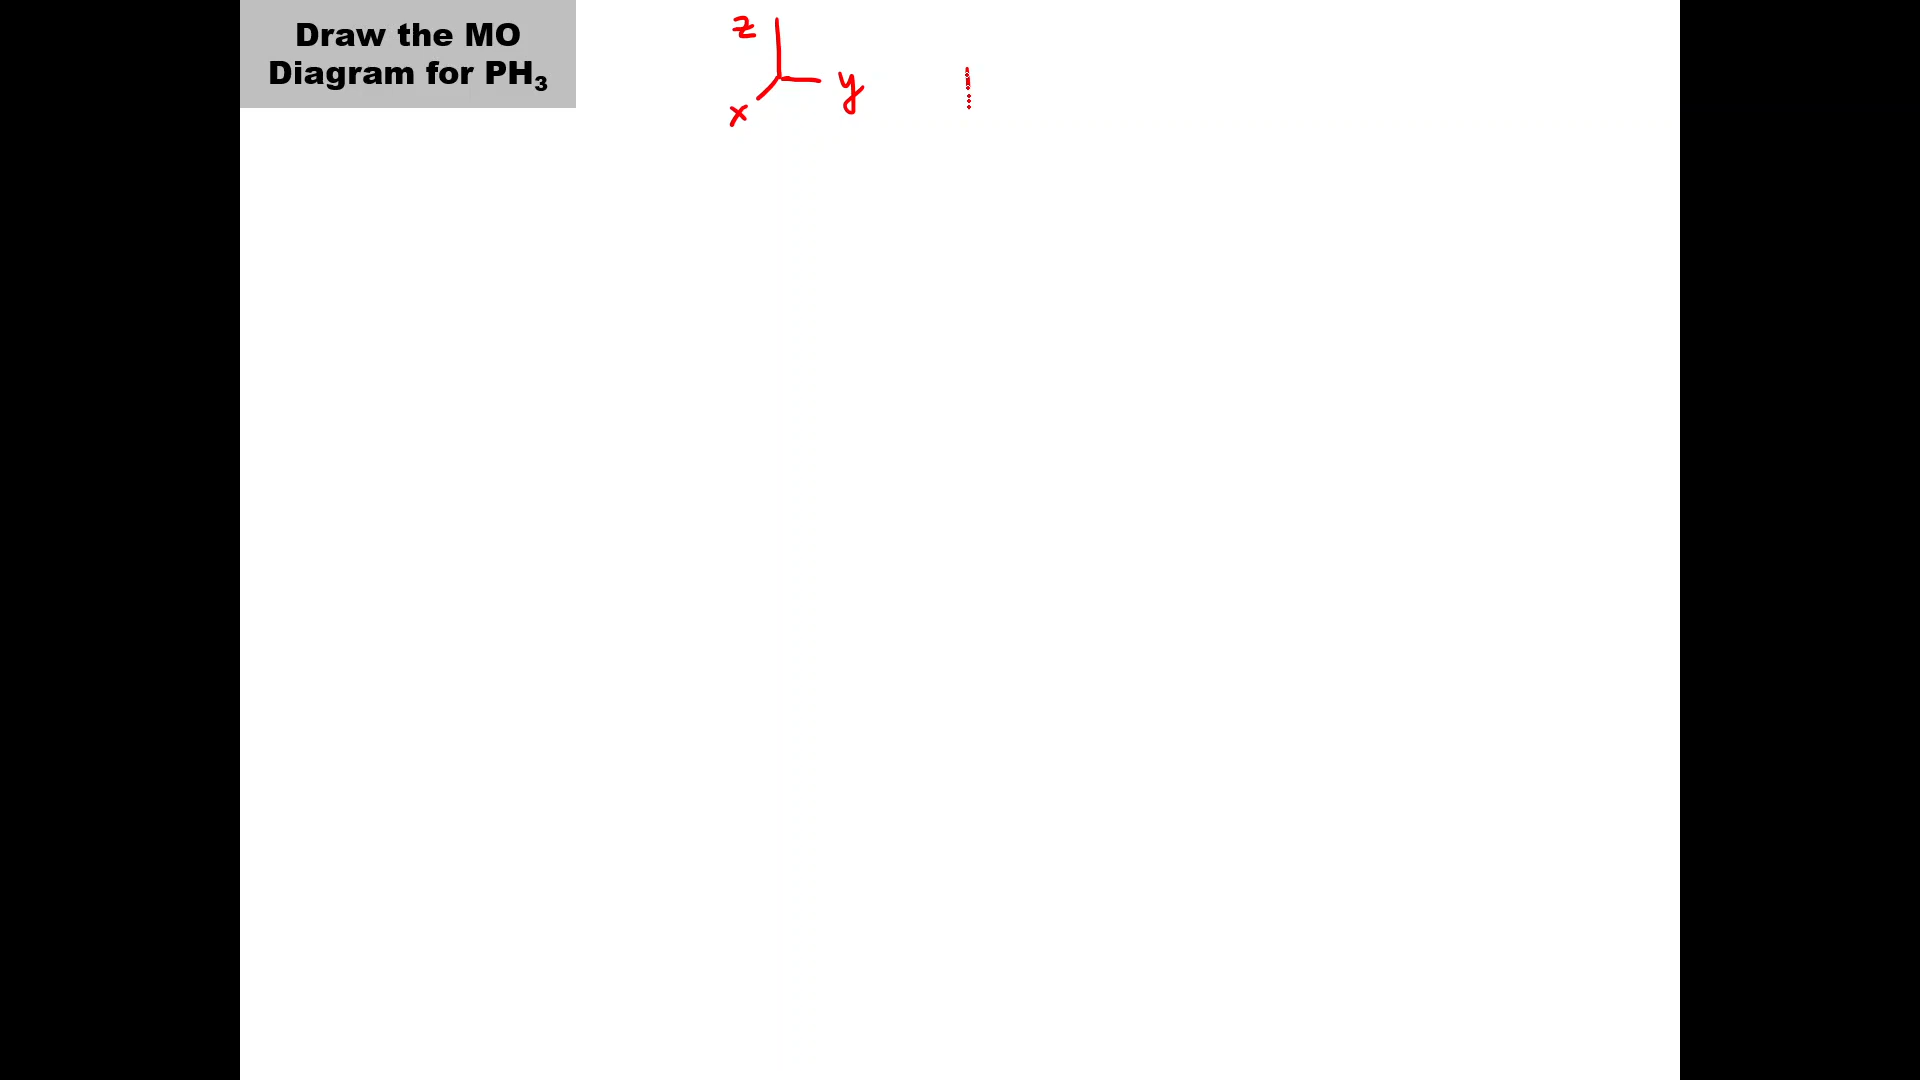 Draw the MO
Diagram for PH₃
z
y
x